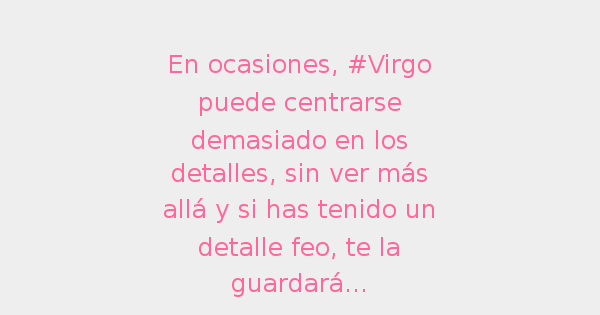 En ocasiones, #Virgo
puede centrarse
demasiado en los
detalles, sin ver más
allá y si has tenido un
detalle feo, te la
guardará...